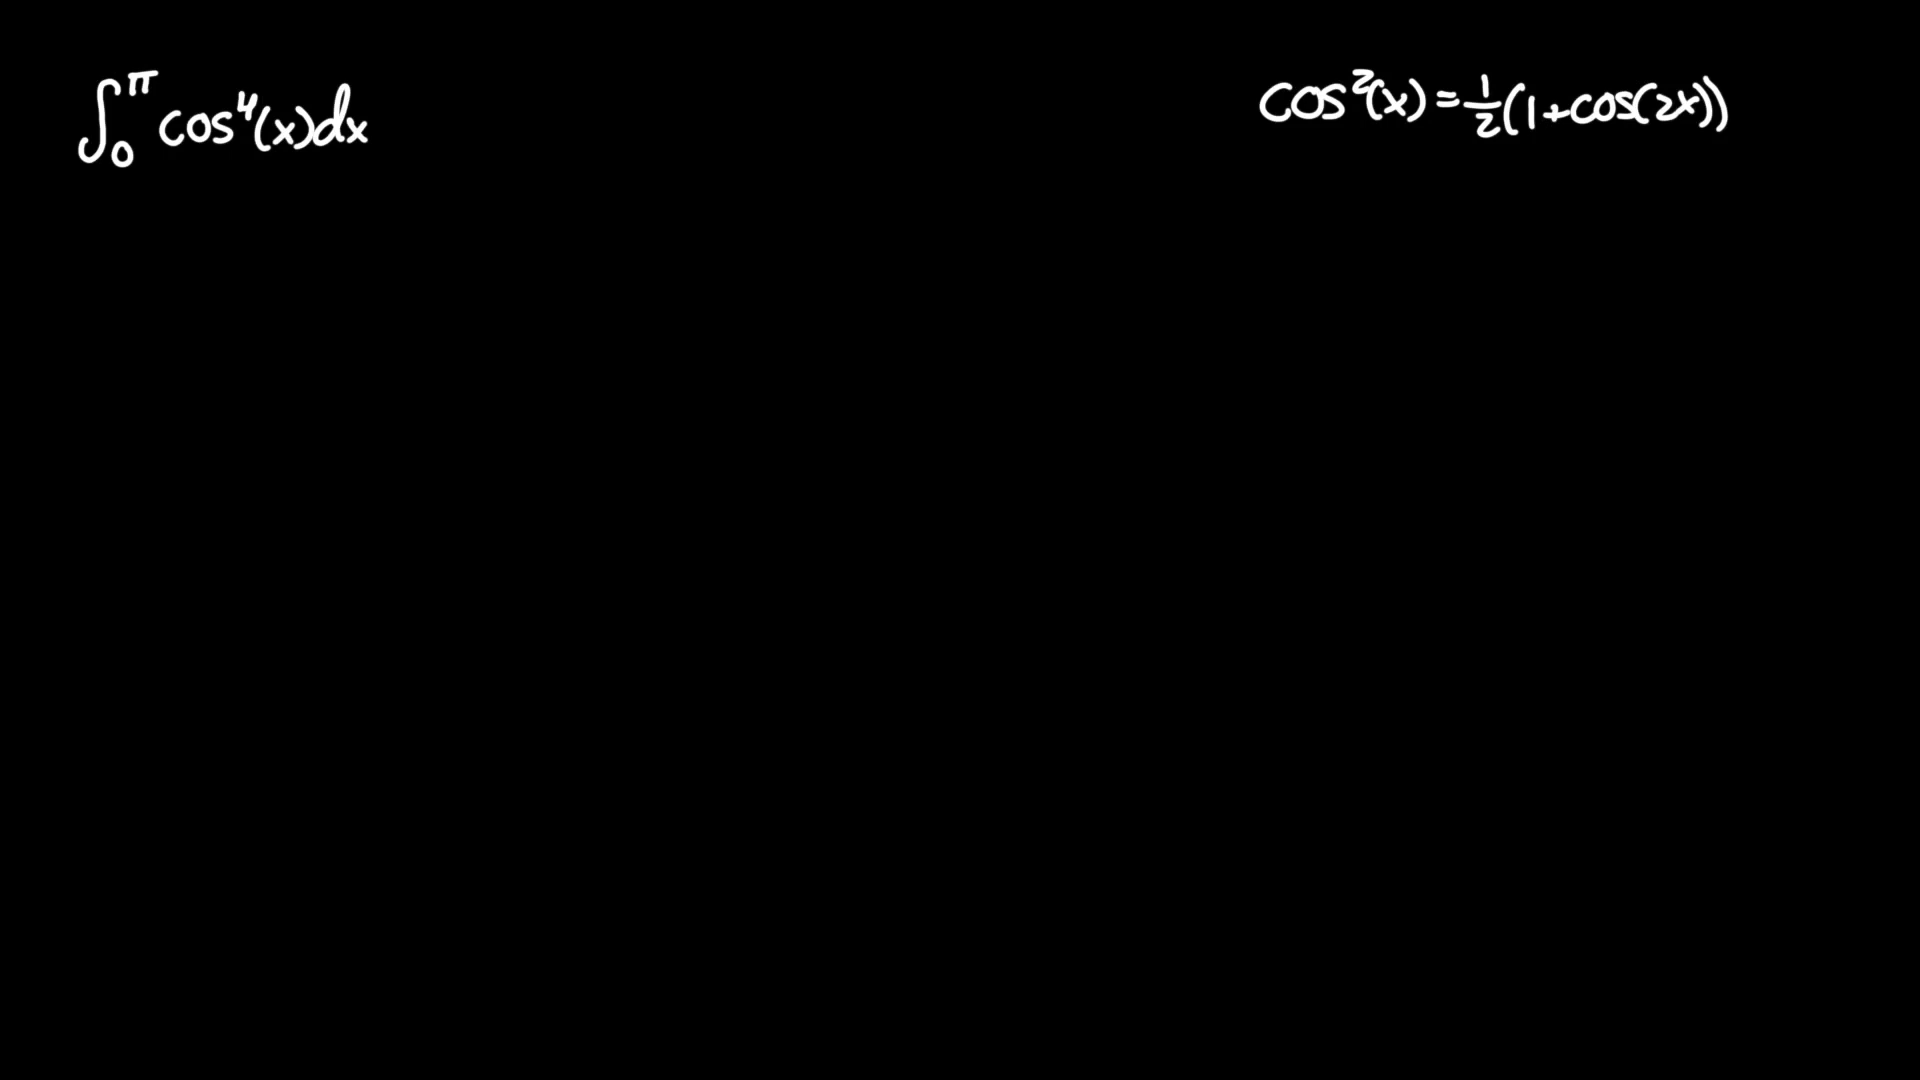 ∫₀^π cos⁴(x)dx
cos²(x) = 1/2(1+cos(2x))